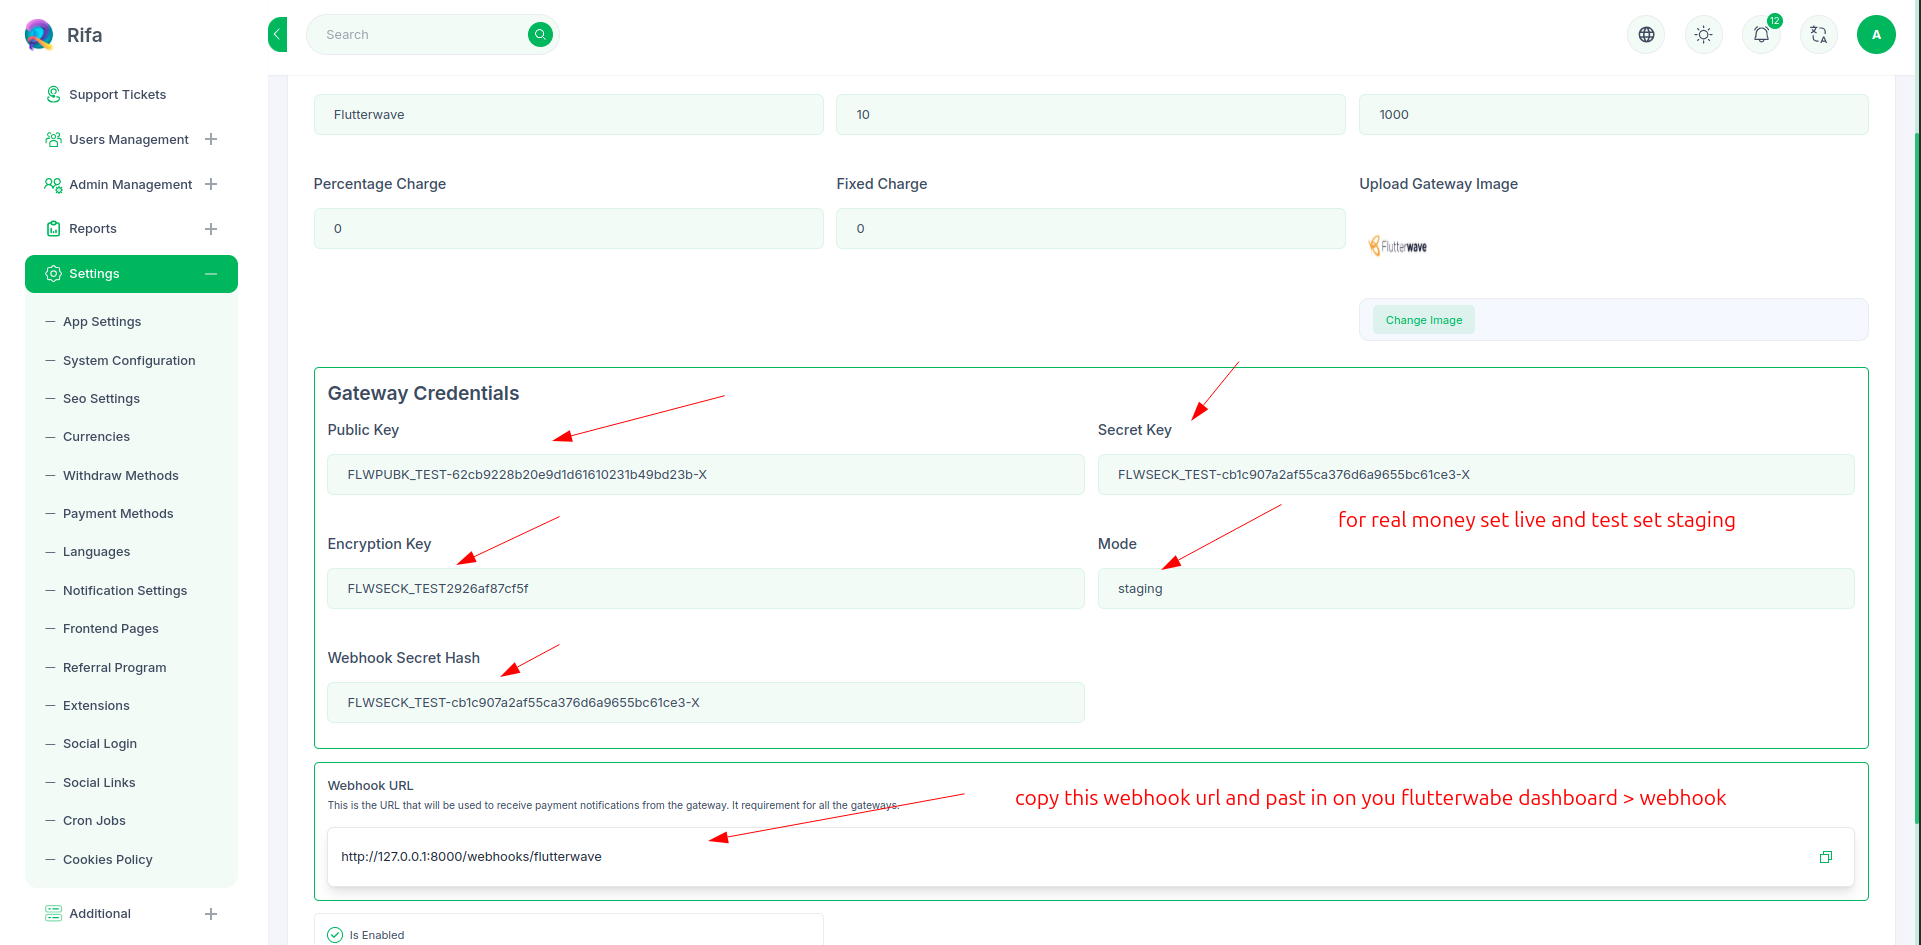 Rifa
Search
12
A
Support Tickets
Users Management
Admin Management
Reports
Settings
App Settings
System Configuration
Seo Settings
Currencies
Withdraw Methods
Payment Methods
Languages
Notification Settings
Frontend Pages
Referral Program
Extensions
Social Login
Social Links
Cron Jobs
Cookies Policy
Additional
Flutterwave
10
1000
Percentage Charge
Fixed Charge
Upload Gateway Image
0
0
Flutterwave
Change Image
Gateway Credentials
Public Key
Secret Key
FLWPUBK_TEST-62cb9228b20e9d1d61610231b49bd23b-X
FLWSECK_TEST-cb1c907a2af55ca376d6a9655bc61ce3-X
for real money set live and test set staging
Encryption Key
Mode
FLWSECK_TEST2926af87cf5f
staging
Webhook Secret Hash
FLWSECK_TEST-cb1c907a2af55ca376d6a9655bc61ce3-X
Webhook URL
This is the URL that will be used to receive payment notifications from the gateway. It requirement for all the gateways.
copy this webhook url and past in on you flutterwabe dashboard > webhook
http://127.0.0.1:8000/webhooks/flutterwave
Is Enabled